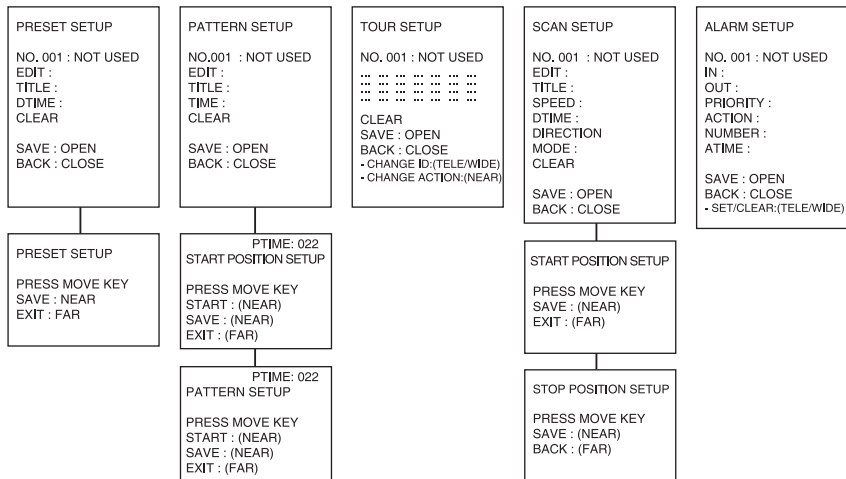 PRESET SETUP
NO. 001 : NOT USED
EDIT :
TITLE :
DTIME :
CLEAR
SAVE : OPEN
BACK : CLOSE
PRESET SETUP
PRESS MOVE KEY
SAVE : NEAR
EXIT : FAR
PATTERN SETUP
NO.001 : NOT USED
EDIT :
TITLE :
TIME :
CLEAR
SAVE : OPEN
BACK : CLOSE
PTIME: 022
START POSITION SETUP
PRESS MOVE KEY
START : (NEAR)
SAVE : (NEAR)
EXIT : (FAR)
PTIME: 022
PATTERN SETUP
PRESS MOVE KEY
START : (NEAR)
SAVE : (NEAR)
EXIT : (FAR)
TOUR SETUP
NO. 001 : NOT USED
... ... ... ... ... ... ...
... ... ... ... ... ... ...
... ... ... ... ... ... ...
... ... ... ... ... ... ...
CLEAR
SAVE : OPEN
BACK : CLOSE
- CHANGE ID:(TELE/WIDE)
- CHANGE ACTION:(NEAR)
SCAN SETUP
NO. 001 : NOT USED
EDIT :
TITLE :
SPEED :
DTIME :
DIRECTION
MODE :
CLEAR
SAVE : OPEN
BACK : CLOSE
START POSITION SETUP
PRESS MOVE KEY
SAVE : (NEAR)
EXIT : (FAR)
STOP POSITION SETUP
PRESS MOVE KEY
SAVE : (NEAR)
BACK : (FAR)
ALARM SETUP
NO. 001 : NOT USED
IN :
OUT :
PRIORITY :
ACTION :
NUMBER :
ATIME :
SAVE : OPEN
BACK : CLOSE
- SET/CLEAR:(TELE/WIDE)